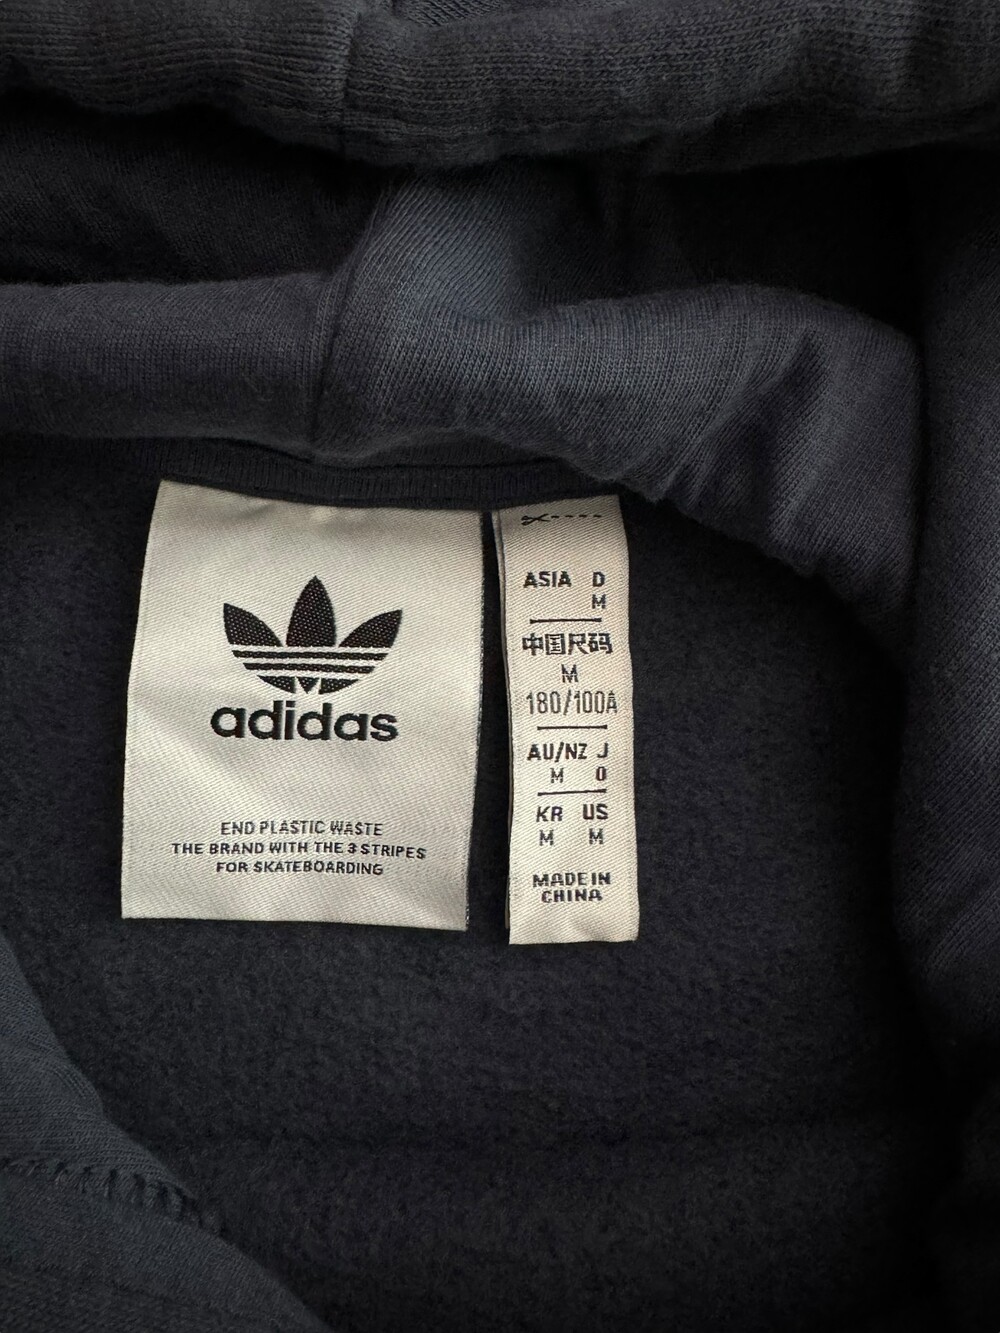 adidas
END PLASTIC WASTE
THE BRAND WITH THE 3 STRIPES
FOR SKATEBOARDING
ASIA D
M
中国尺码
M
180/100A
AU/NZ J
M O
KR US
M M
MADE IN
CHINA